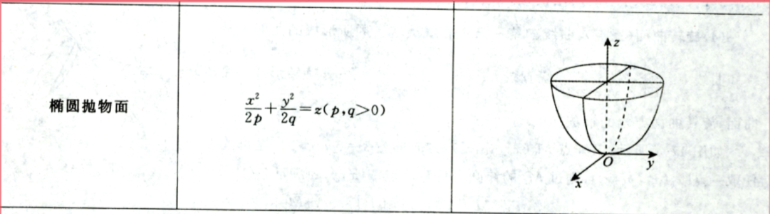 椭圆抛物面
x²/2p + y²/2q = z(p,q>0)
z
O
y
x